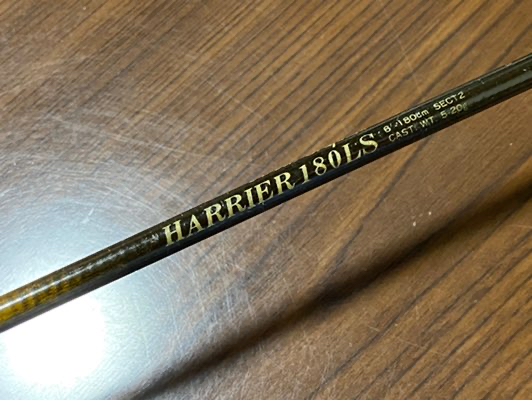 HARRIER 180LS
6'-180cm SECT2
CAST. WT. 5-20g